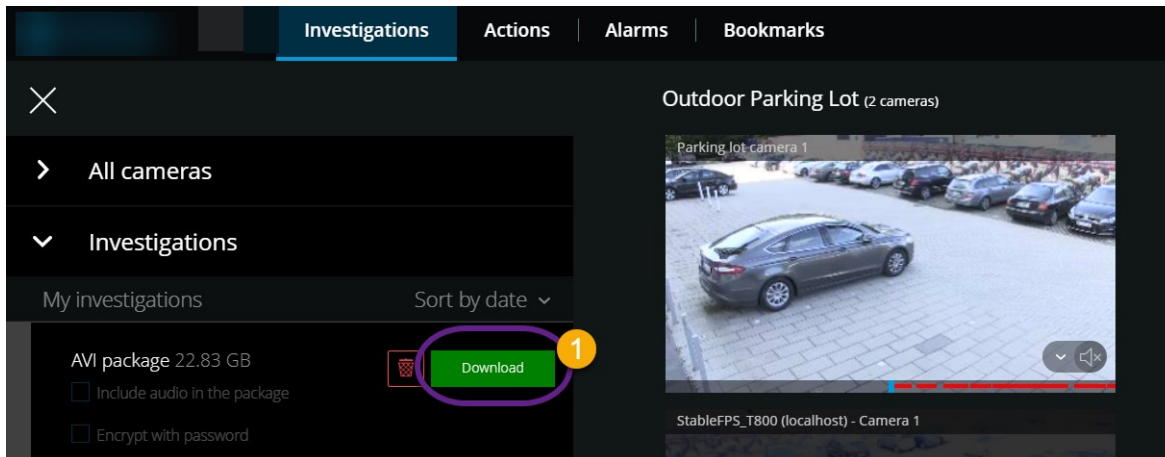 Investigations Actions Alarms Bookmarks
Outdoor Parking Lot (2 cameras)
All cameras
Investigations
My investigations Sort by date
AVI package 22.83 GB
Include audio in the package
Encrypt with password
Download
1
Parking lot camera 1
StableFPS_T800 (localhost) - Camera 1